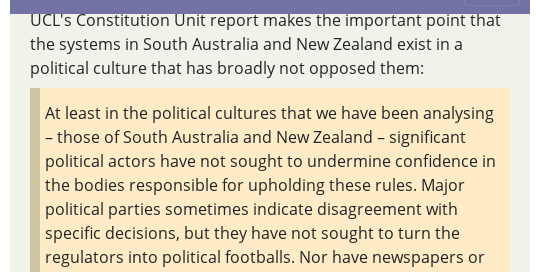 UCL's Constitution Unit report makes the important point that
the systems in South Australia and New Zealand exist in a
political culture that has broadly not opposed them:
At least in the political cultures that we have been analysing
– those of South Australia and New Zealand – significant
political actors have not sought to undermine confidence in
the bodies responsible for upholding these rules. Major
political parties sometimes indicate disagreement with
specific decisions, but they have not sought to turn the
regulators into political footballs. Nor have newspapers or